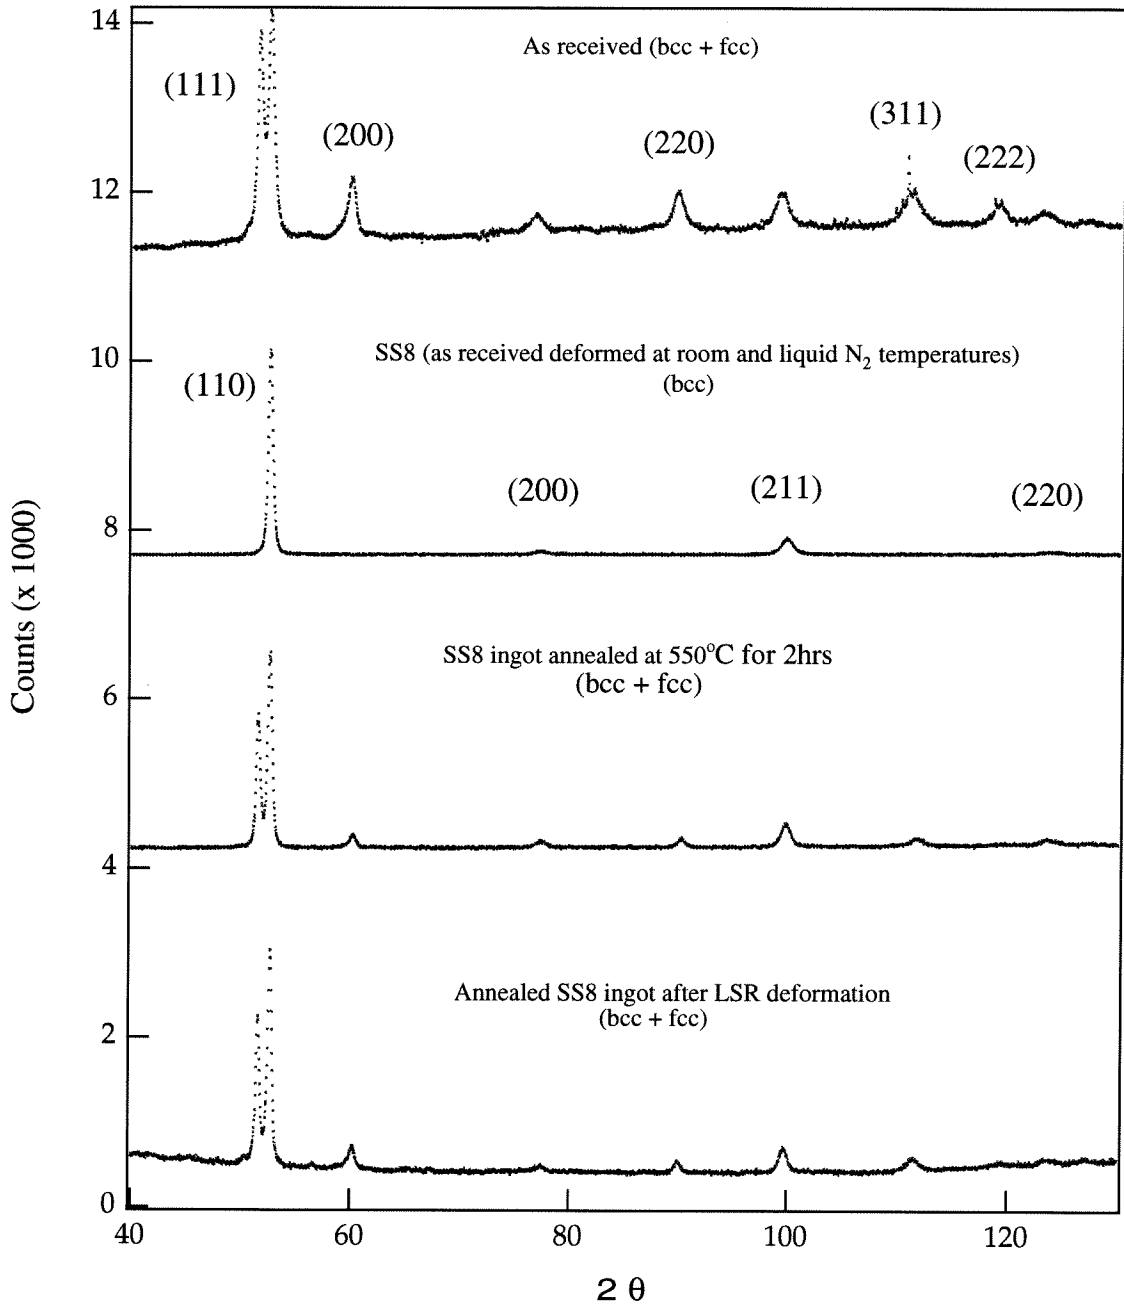 14
As received (bcc + fcc)
(111)
(200)
(220)
(311)
(222)
12
10
SS8 (as received deformed at room and liquid N₂ temperatures)
(bcc)
(110)
(200)
(211)
(220)
8
SS8 ingot annealed at 550°C for 2hrs
(bcc + fcc)
6
4
Annealed SS8 ingot after LSR deformation
(bcc + fcc)
2
0
Counts (x 1000)
40
60
80
100
120
2 θ